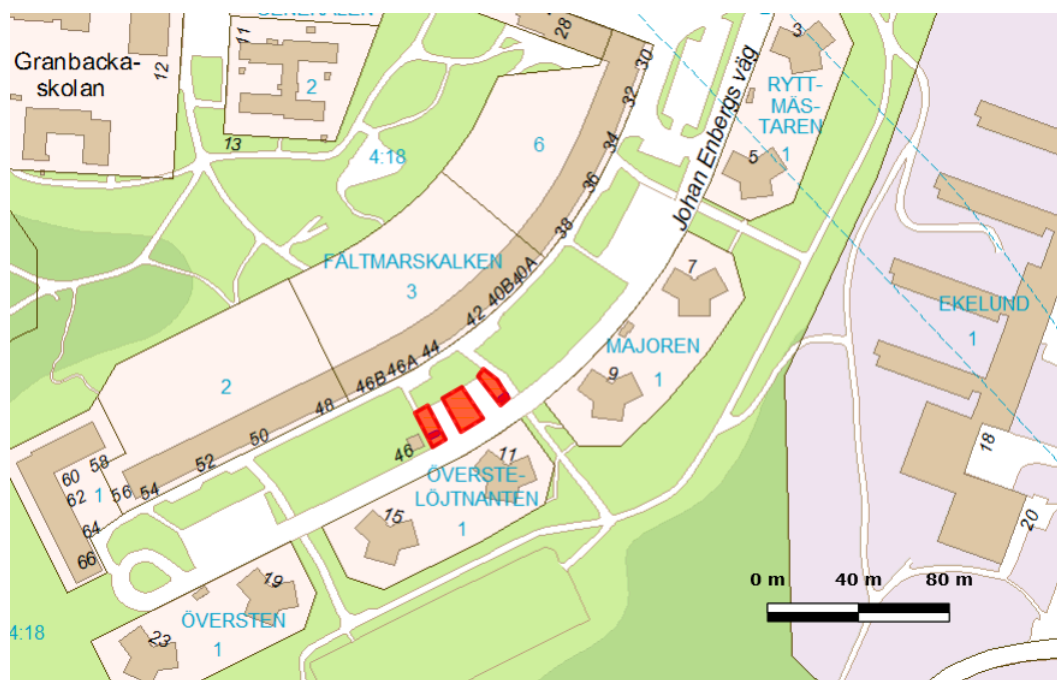 28
11
3
Granbacka-
skolan
12
2
30
32
RYTT-
MÄS-
TAREN
1
5
13
4:18
6
34
36
38
Johan Enbergs väg
FÄLTMARSKALKEN
3
40A
40B
42
44
46A
46B
48
50
52
54
56
58
60
62
1
64
66
2
7
MAJOREN
1
9
EKELUND
1
18
20
46
11
ÖVERSTE-
LÖJTNANTEN
1
15
19
ÖVERSTEN
1
23
4:18
0 m 40 m 80 m